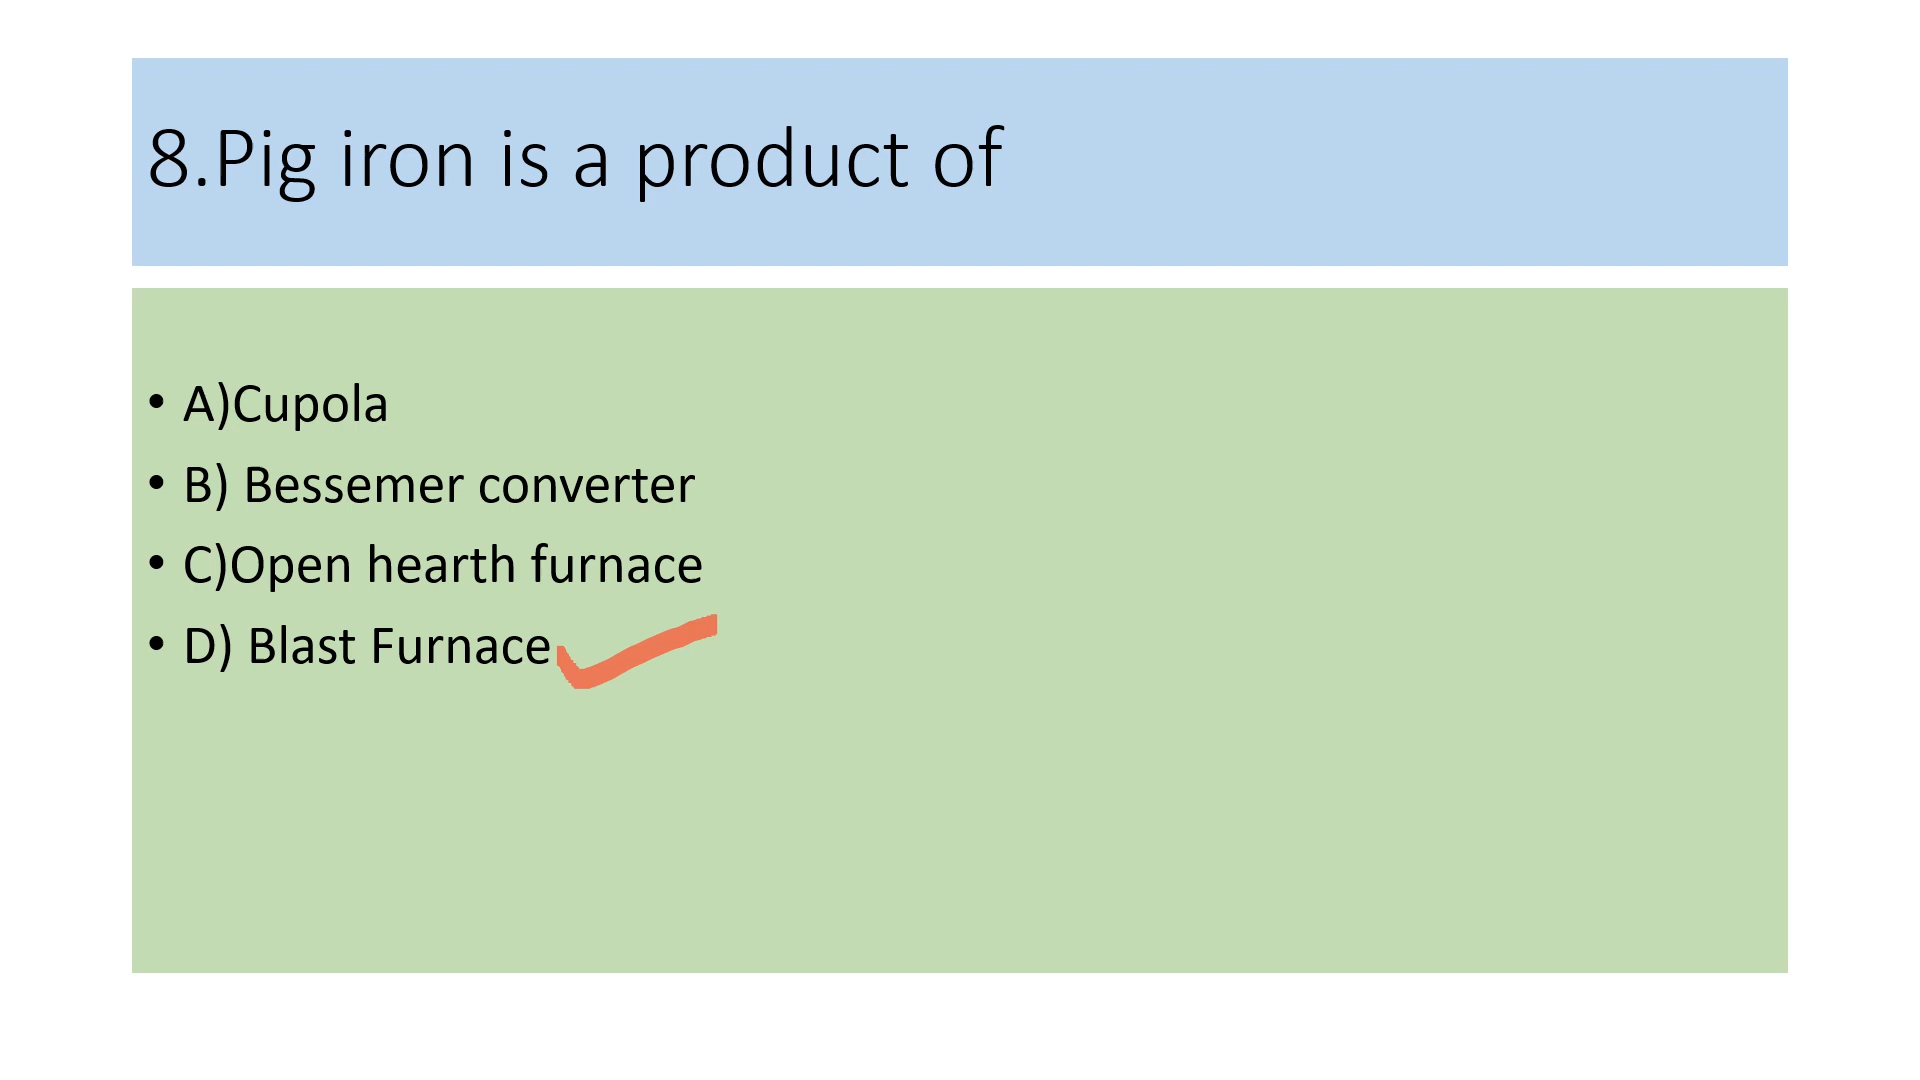 8.Pig iron is a product of
• A)Cupola
• B) Bessemer converter
• C)Open hearth furnace
• D) Blast Furnace